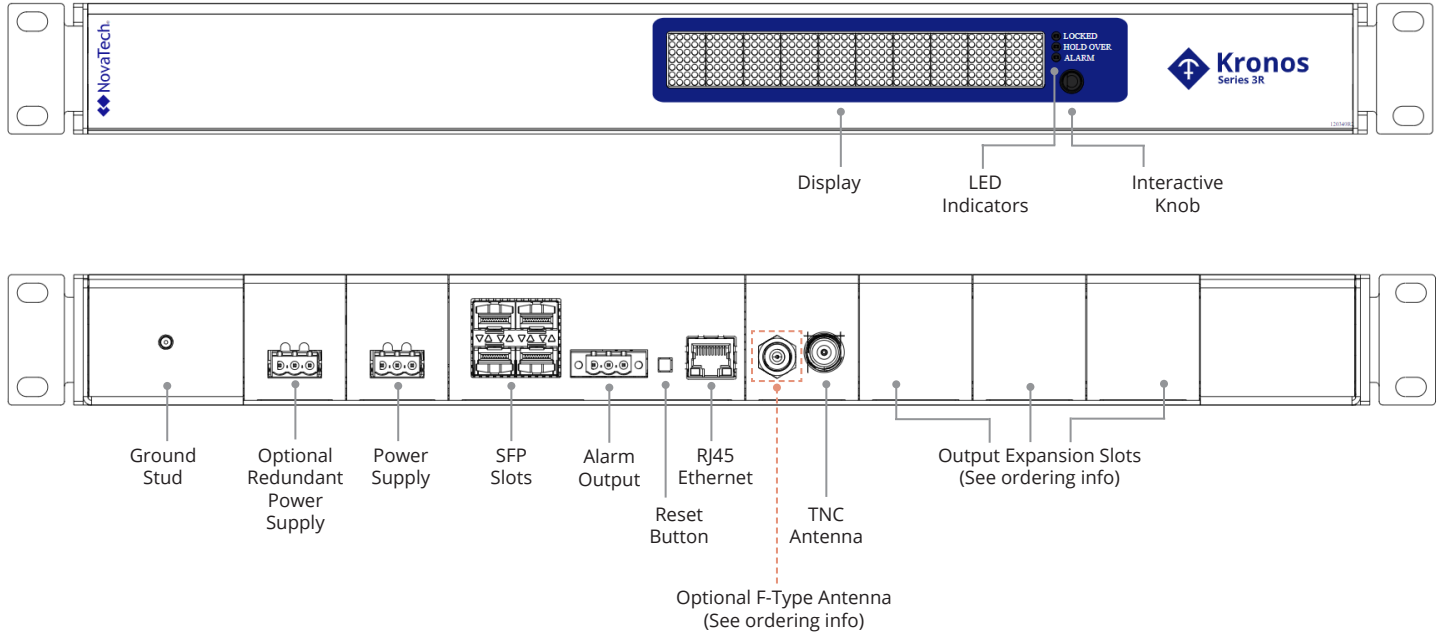 NovaTech
LOCKED
HOLD OVER
ALARM
Kronos
Series 3R
Display
LED
Indicators
Interactive
Knob
Ground
Stud
Optional
Redundant
Power
Supply
Power
Supply
SFP
Slots
Alarm
Output
Reset
Button
RJ45
Ethernet
TNC
Antenna
Output Expansion Slots
(See ordering info)
Optional F-Type Antenna
(See ordering info)